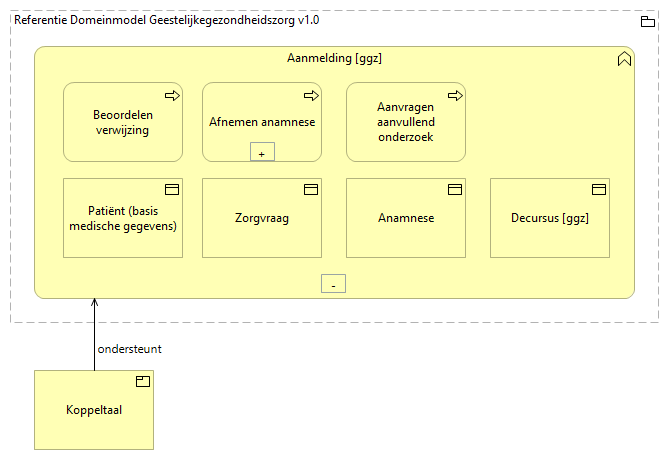 Referentie Domeinmodel Geestelijkegezondheidszorg v1.0
Aanmelding [ggz]
Beoordelen
verwijzing
Afnemen anamnese
+
Aanvragen
aanvullend
onderzoek
Patiënt (basis
medische gegevens)
Zorgvraag
Anamnese
Decursus [ggz]
-
ondersteunt
Koppeltaal